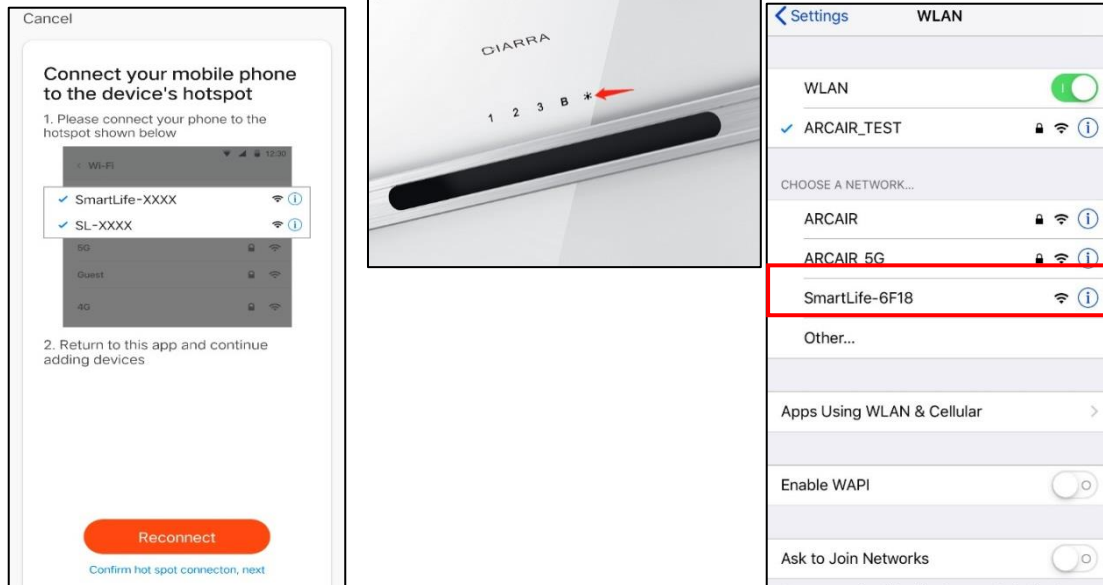 Cancel
Connect your mobile phone
to the device's hotspot
1. Please connect your phone to the
hotspot shown below
12:30
< Wi-Fi
SmartLife-XXXX
SL-XXXX
5G
Guest
4G
2. Return to this app and continue
adding devices
Reconnect
Confirm hot spot connecton, next
CIARRA
1 2 3 B *
Settings WLAN
WLAN
ARCAIR_TEST
CHOOSE A NETWORK...
ARCAIR
ARCAIR_5G
SmartLife-6F18
Other...
Apps Using WLAN & Cellular
Enable WAPI
Ask to Join Networks